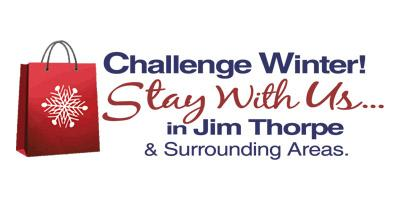 Challenge Winter!
Stay With Us...
in Jim Thorpe
& Surrounding Areas.